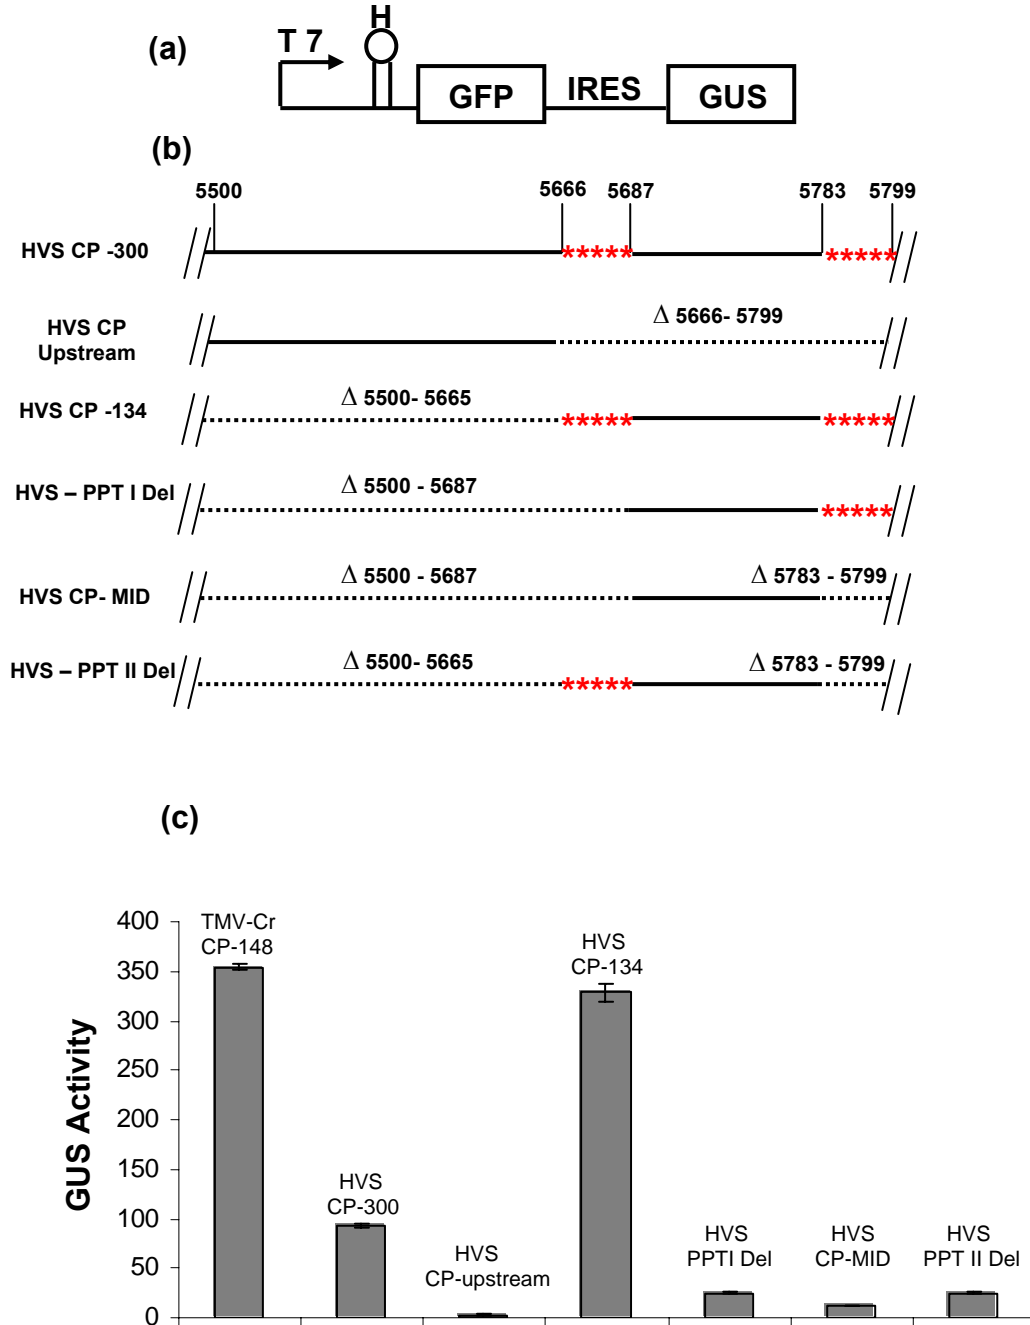 (a)
T 7
H
GFP
IRES
GUS
(b)
5500
5666
5687
5783
5799
HVS CP -300
*****
*****
HVS CP
Upstream
Δ 5666- 5799
HVS CP -134
Δ 5500- 5665
*****
*****
HVS – PPT I Del
Δ 5500 - 5687
*****
HVS CP- MID
Δ 5500 - 5687
Δ 5783 - 5799
HVS – PPT II Del
Δ 5500- 5665
*****
Δ 5783 - 5799
(c)
GUS Activity
400
350
300
250
200
150
100
50
0
TMV-Cr
CP-148
HVS
CP-300
HVS
CP-upstream
HVS
CP-134
HVS
PPTI Del
HVS
CP-MID
HVS
PPT II Del